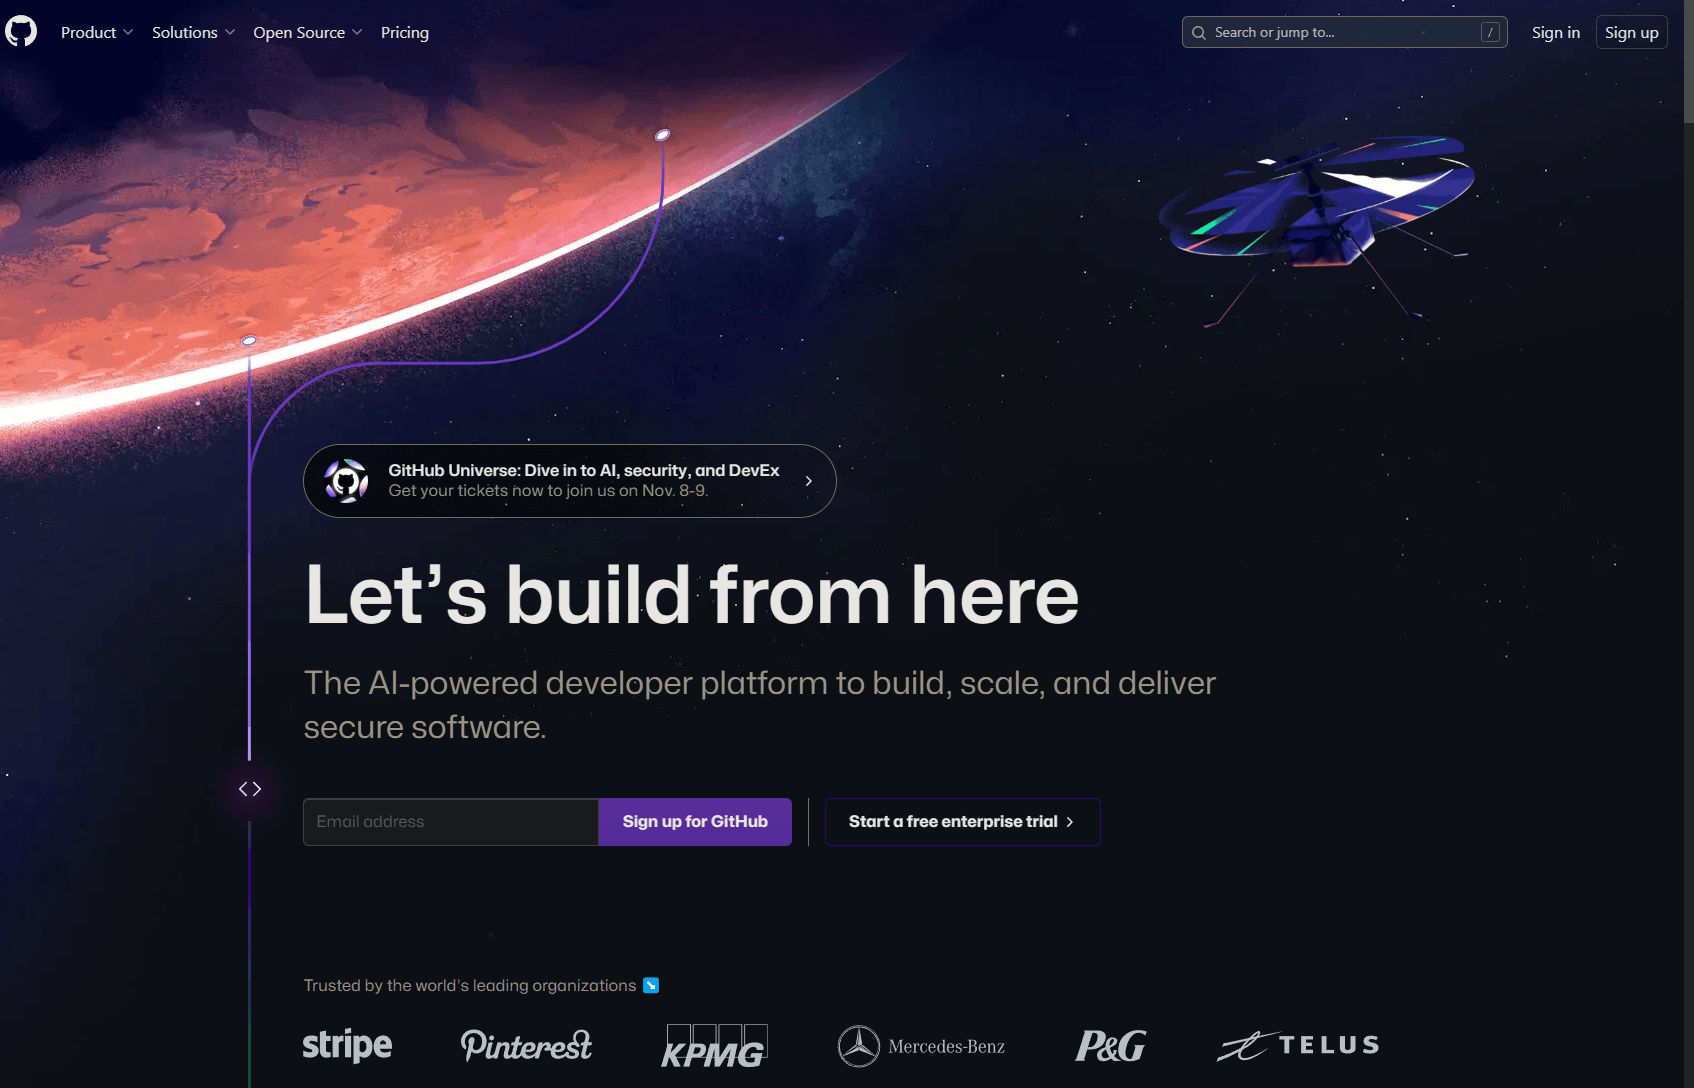 Product
Solutions
Open Source
Pricing
Search or jump to...
/
Sign in
Sign up
GitHub Universe: Dive in to AI, security, and DevEx
Get your tickets now to join us on Nov. 8-9.
Let’s build from here
The AI-powered developer platform to build, scale, and deliver
secure software.
Email address
Sign up for GitHub
Start a free enterprise trial
Trusted by the world’s leading organizations
stripe
Pinterest
KPMG
Mercedes-Benz
P&G
TELUS